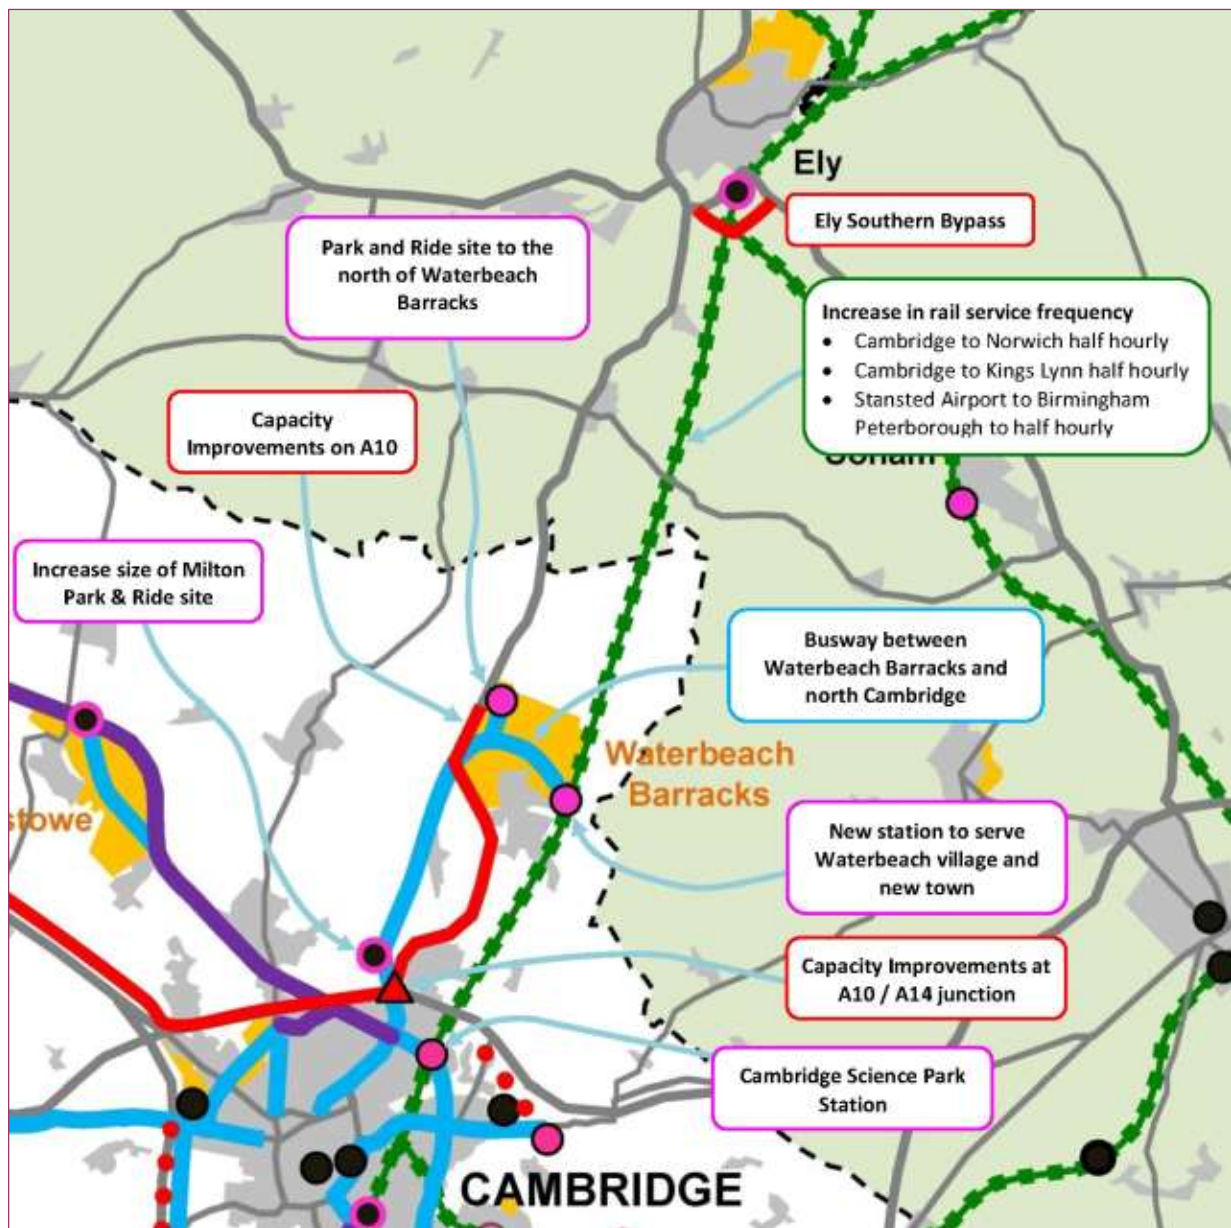 Ely
Ely Southern Bypass
Park and Ride site to the
north of Waterbeach
Barracks
Increase in rail service frequency
• Cambridge to Norwich half hourly
• Cambridge to Kings Lynn half hourly
• Stansted Airport to Birmingham
Peterborough to half hourly
Capacity
Improvements on A10
Soham
Increase size of Milton
Park & Ride site
Busway between
Waterbeach Barracks and
north Cambridge
Waterbeach
Barracks
stowe
New station to serve
Waterbeach village and
new town
Capacity Improvements at
A10 / A14 junction
Cambridge Science Park
Station
CAMBRIDGE